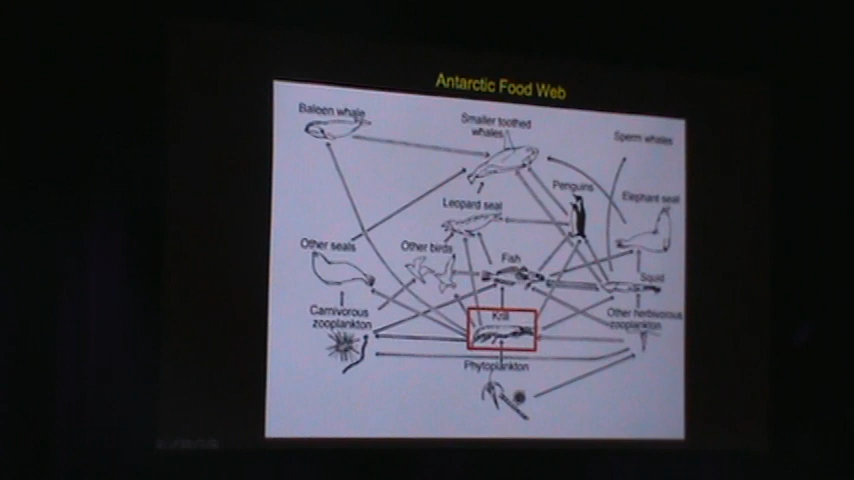 Antarctic Food Web
Baleen whale
Smaller toothed
whales
Sperm whales
Penguins
Elephant seal
Leopard seal
Other seals
Other birds
Fish
Squid
Carnivorous
zooplankton
Krill
Other herbivorous
zooplankton
Phytoplankton